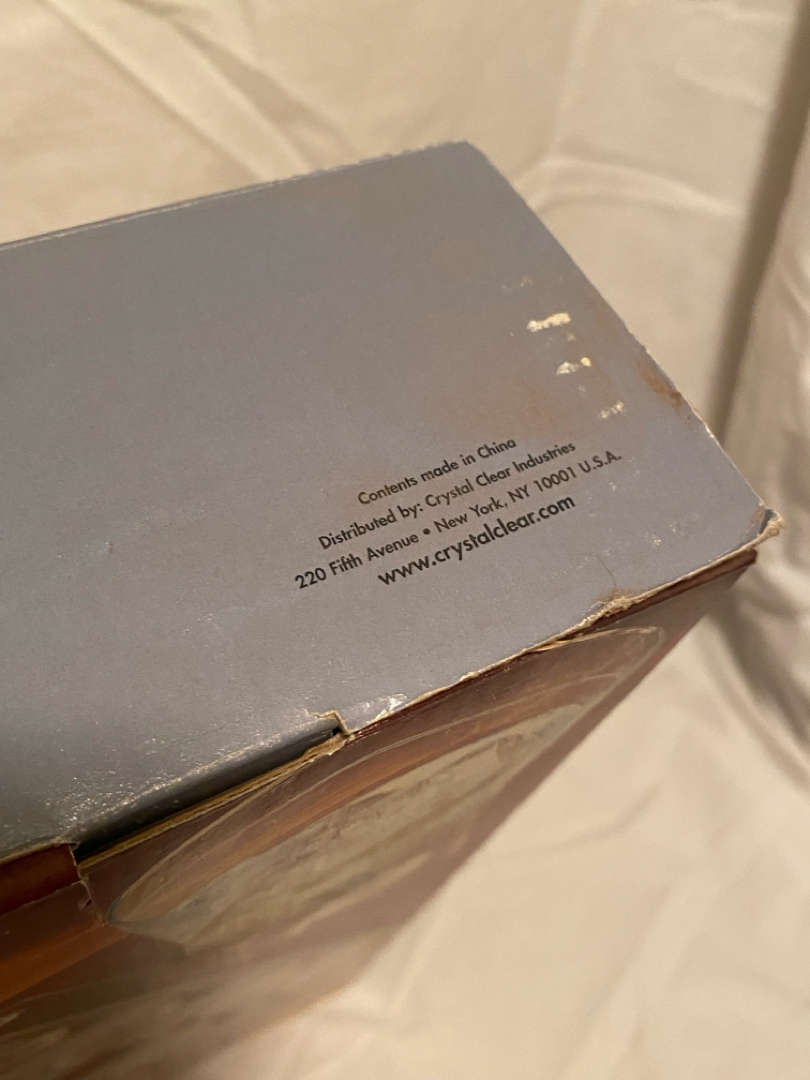 Contents made in China
Distributed by: Crystal Clear Industries
220 Fifth Avenue • New York, NY 10001 U.S.A.
www.crystalclear.com